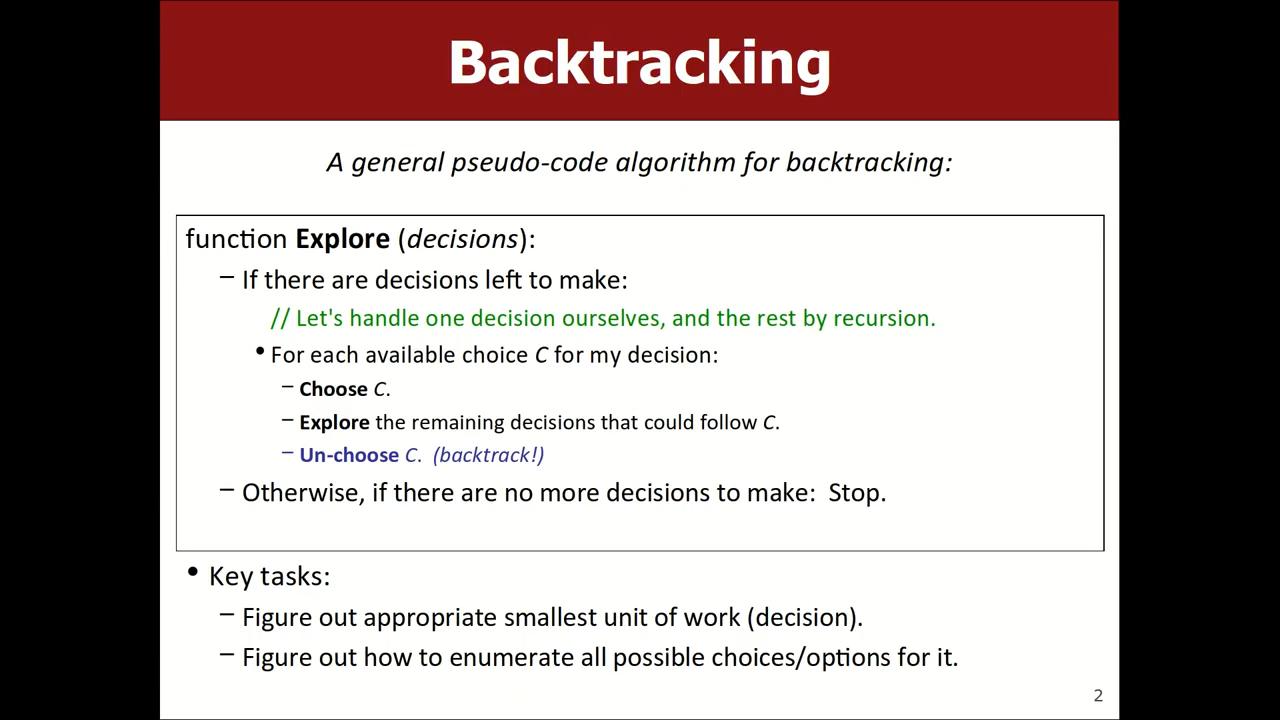 Backtracking
A general pseudo-code algorithm for backtracking:
function Explore (decisions):
– If there are decisions left to make:
// Let's handle one decision ourselves, and the rest by recursion.
• For each available choice C for my decision:
– Choose C.
– Explore the remaining decisions that could follow C.
– Un-choose C. (backtrack!)
– Otherwise, if there are no more decisions to make: Stop.
• Key tasks:
– Figure out appropriate smallest unit of work (decision).
– Figure out how to enumerate all possible choices/options for it.
2